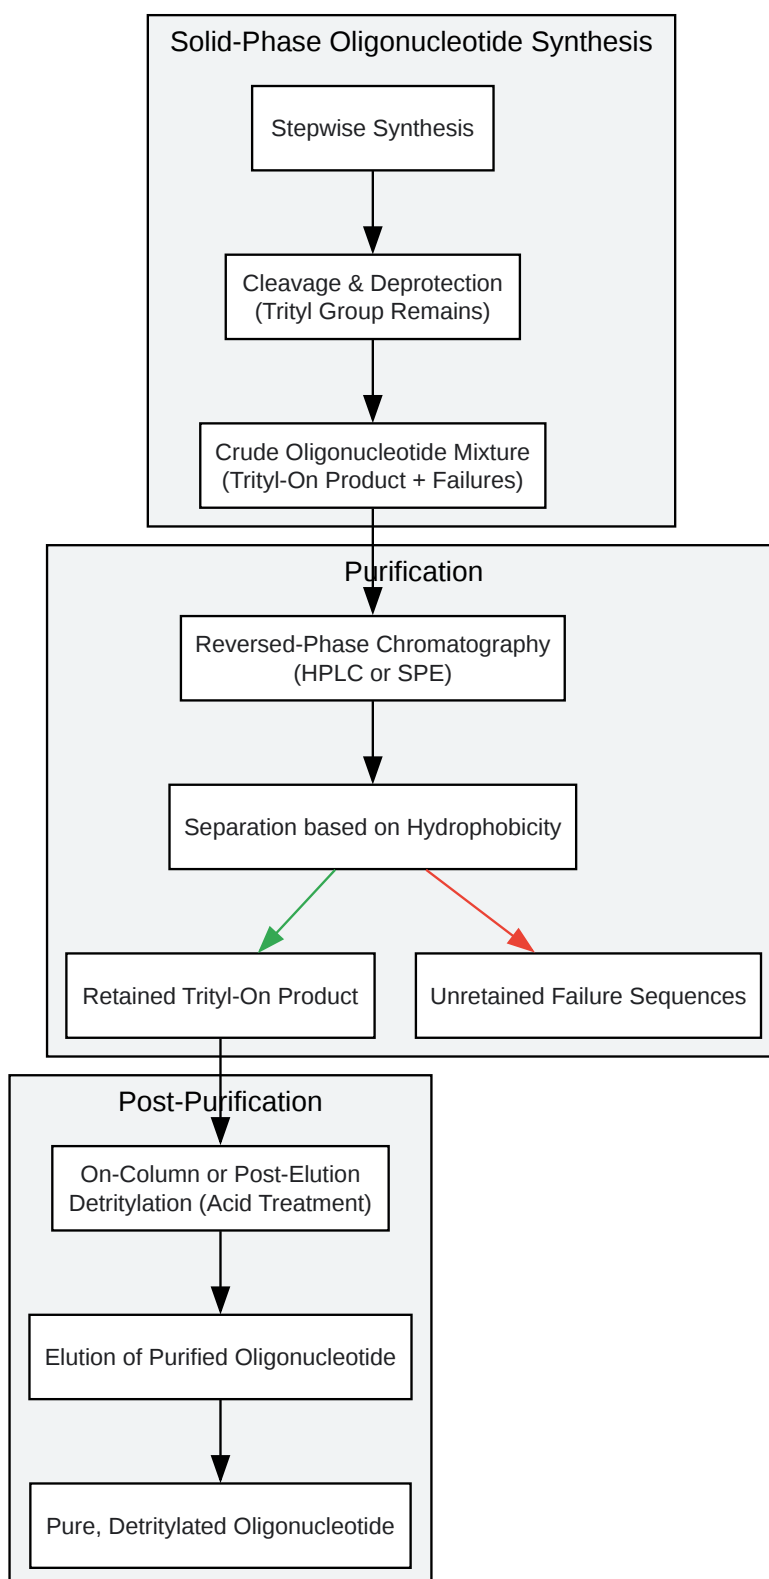 Solid-Phase Oligonucleotide Synthesis
Stepwise Synthesis
Cleavage & Deprotection
(Trityl Group Remains)
Crude Oligonucleotide Mixture
(Trityl-On Product + Failures)
Purification
Reversed-Phase Chromatography
(HPLC or SPE)
Separation based on Hydrophobicity
Retained Trityl-On Product
Unretained Failure Sequences
Post-Purification
On-Column or Post-Elution
Detritylation (Acid Treatment)
Elution of Purified Oligonucleotide
Pure, Detritylated Oligonucleotide